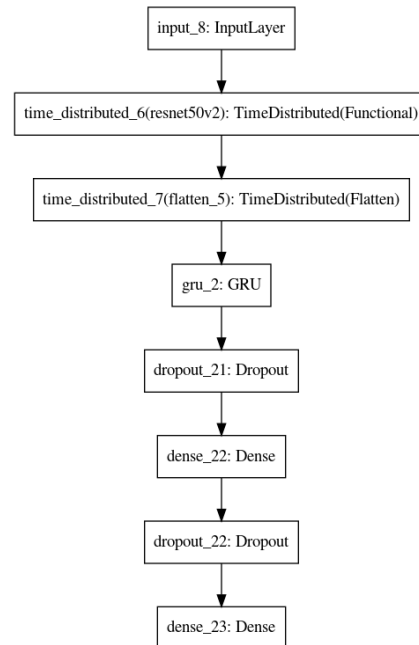 input_8: InputLayer
time_distributed_6(resnet50v2): TimeDistributed(Functional)
time_distributed_7(flatten_5): TimeDistributed(Flatten)
gru_2: GRU
dropout_21: Dropout
dense_22: Dense
dropout_22: Dropout
dense_23: Dense